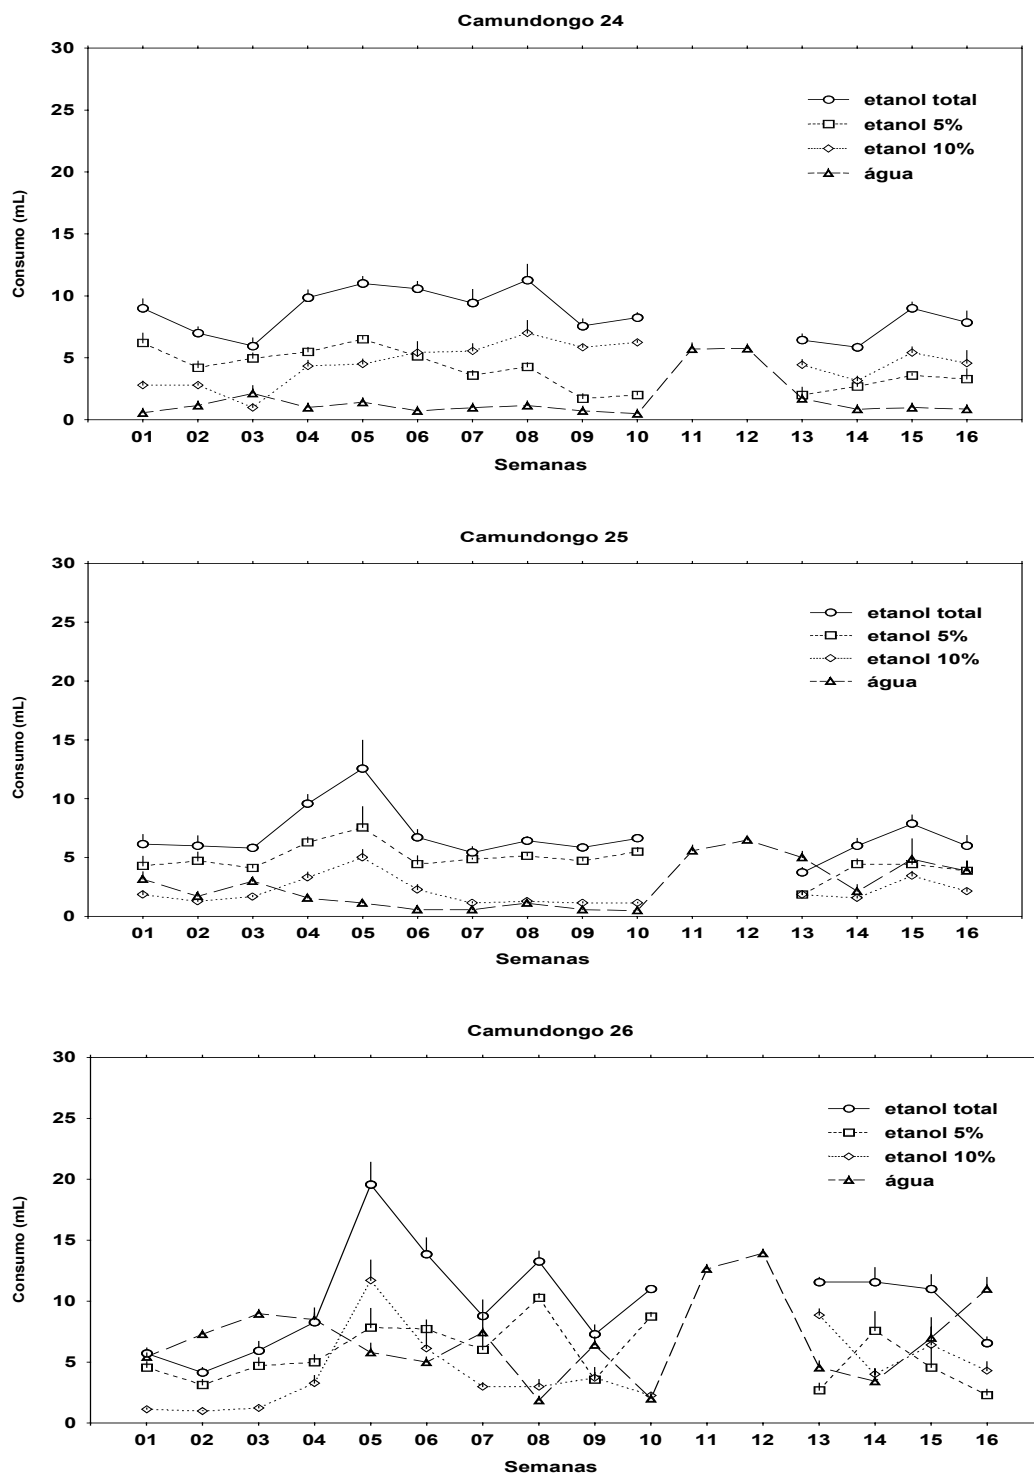 Camundongo 24
30
25
20
15
10
5
0
Consumo (mL)
etanol total
etanol 5%
etanol 10%
água
01 02 03 04 05 06 07 08 09 10 11 12 13 14 15 16
Semanas
Camundongo 25
30
25
20
15
10
5
0
Consumo (mL)
etanol total
etanol 5%
etanol 10%
água
01 02 03 04 05 06 07 08 09 10 11 12 13 14 15 16
Semanas
Camundongo 26
30
25
20
15
10
5
0
Consumo (mL)
etanol total
etanol 5%
etanol 10%
água
01 02 03 04 05 06 07 08 09 10 11 12 13 14 15 16
Semanas